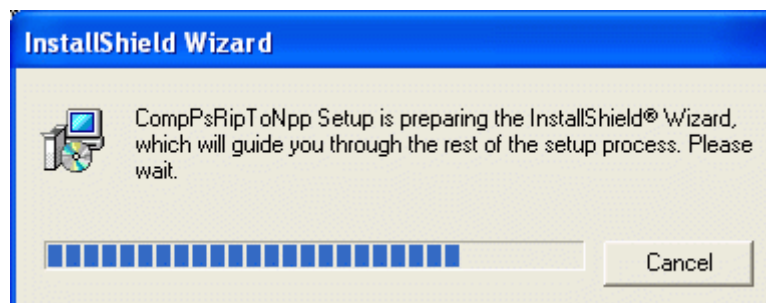 InstallShield Wizard
CompPsRipToNpp Setup is preparing the InstallShield® Wizard,
which will guide you through the rest of the setup process. Please
wait.
Cancel